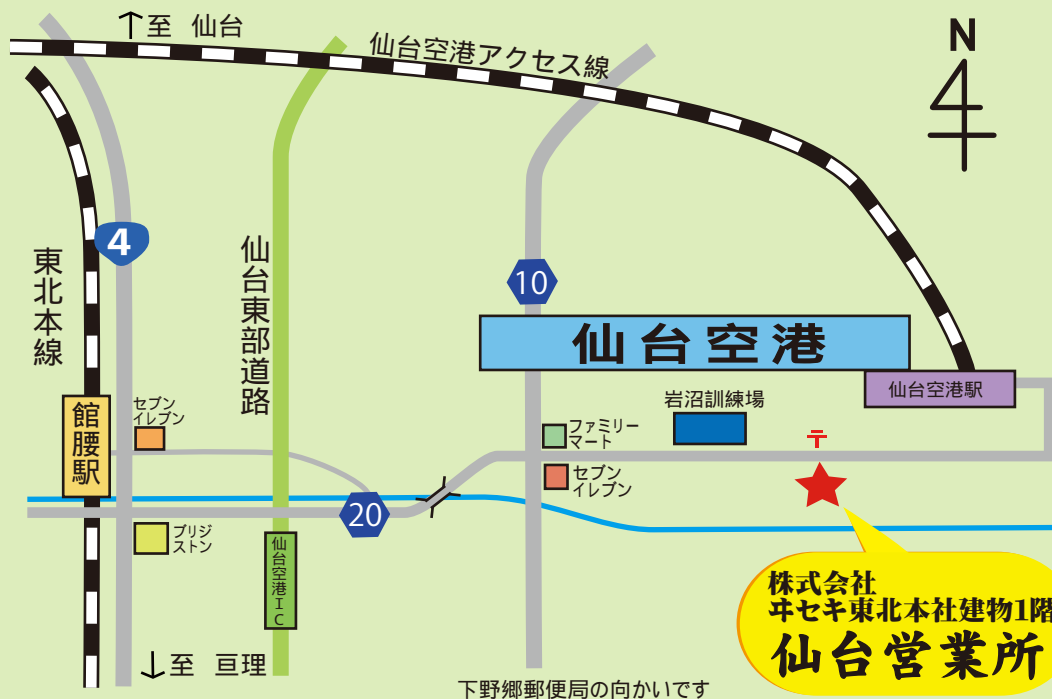 ↑至 仙台
仙台空港アクセス線
N
4
東北本線
仙台東部道路
10
仙台空港
仙台空港駅
岩沼訓練場
館腰駅
セブン
イレブン
ファミリー
マート
〒
セブン
イレブン
20
ブリジ
ストン
仙台空港IC
株式会社
ヰセキ東北本社建物1階
仙台営業所
↓至 亘理
下野郷郵便局の向かいです